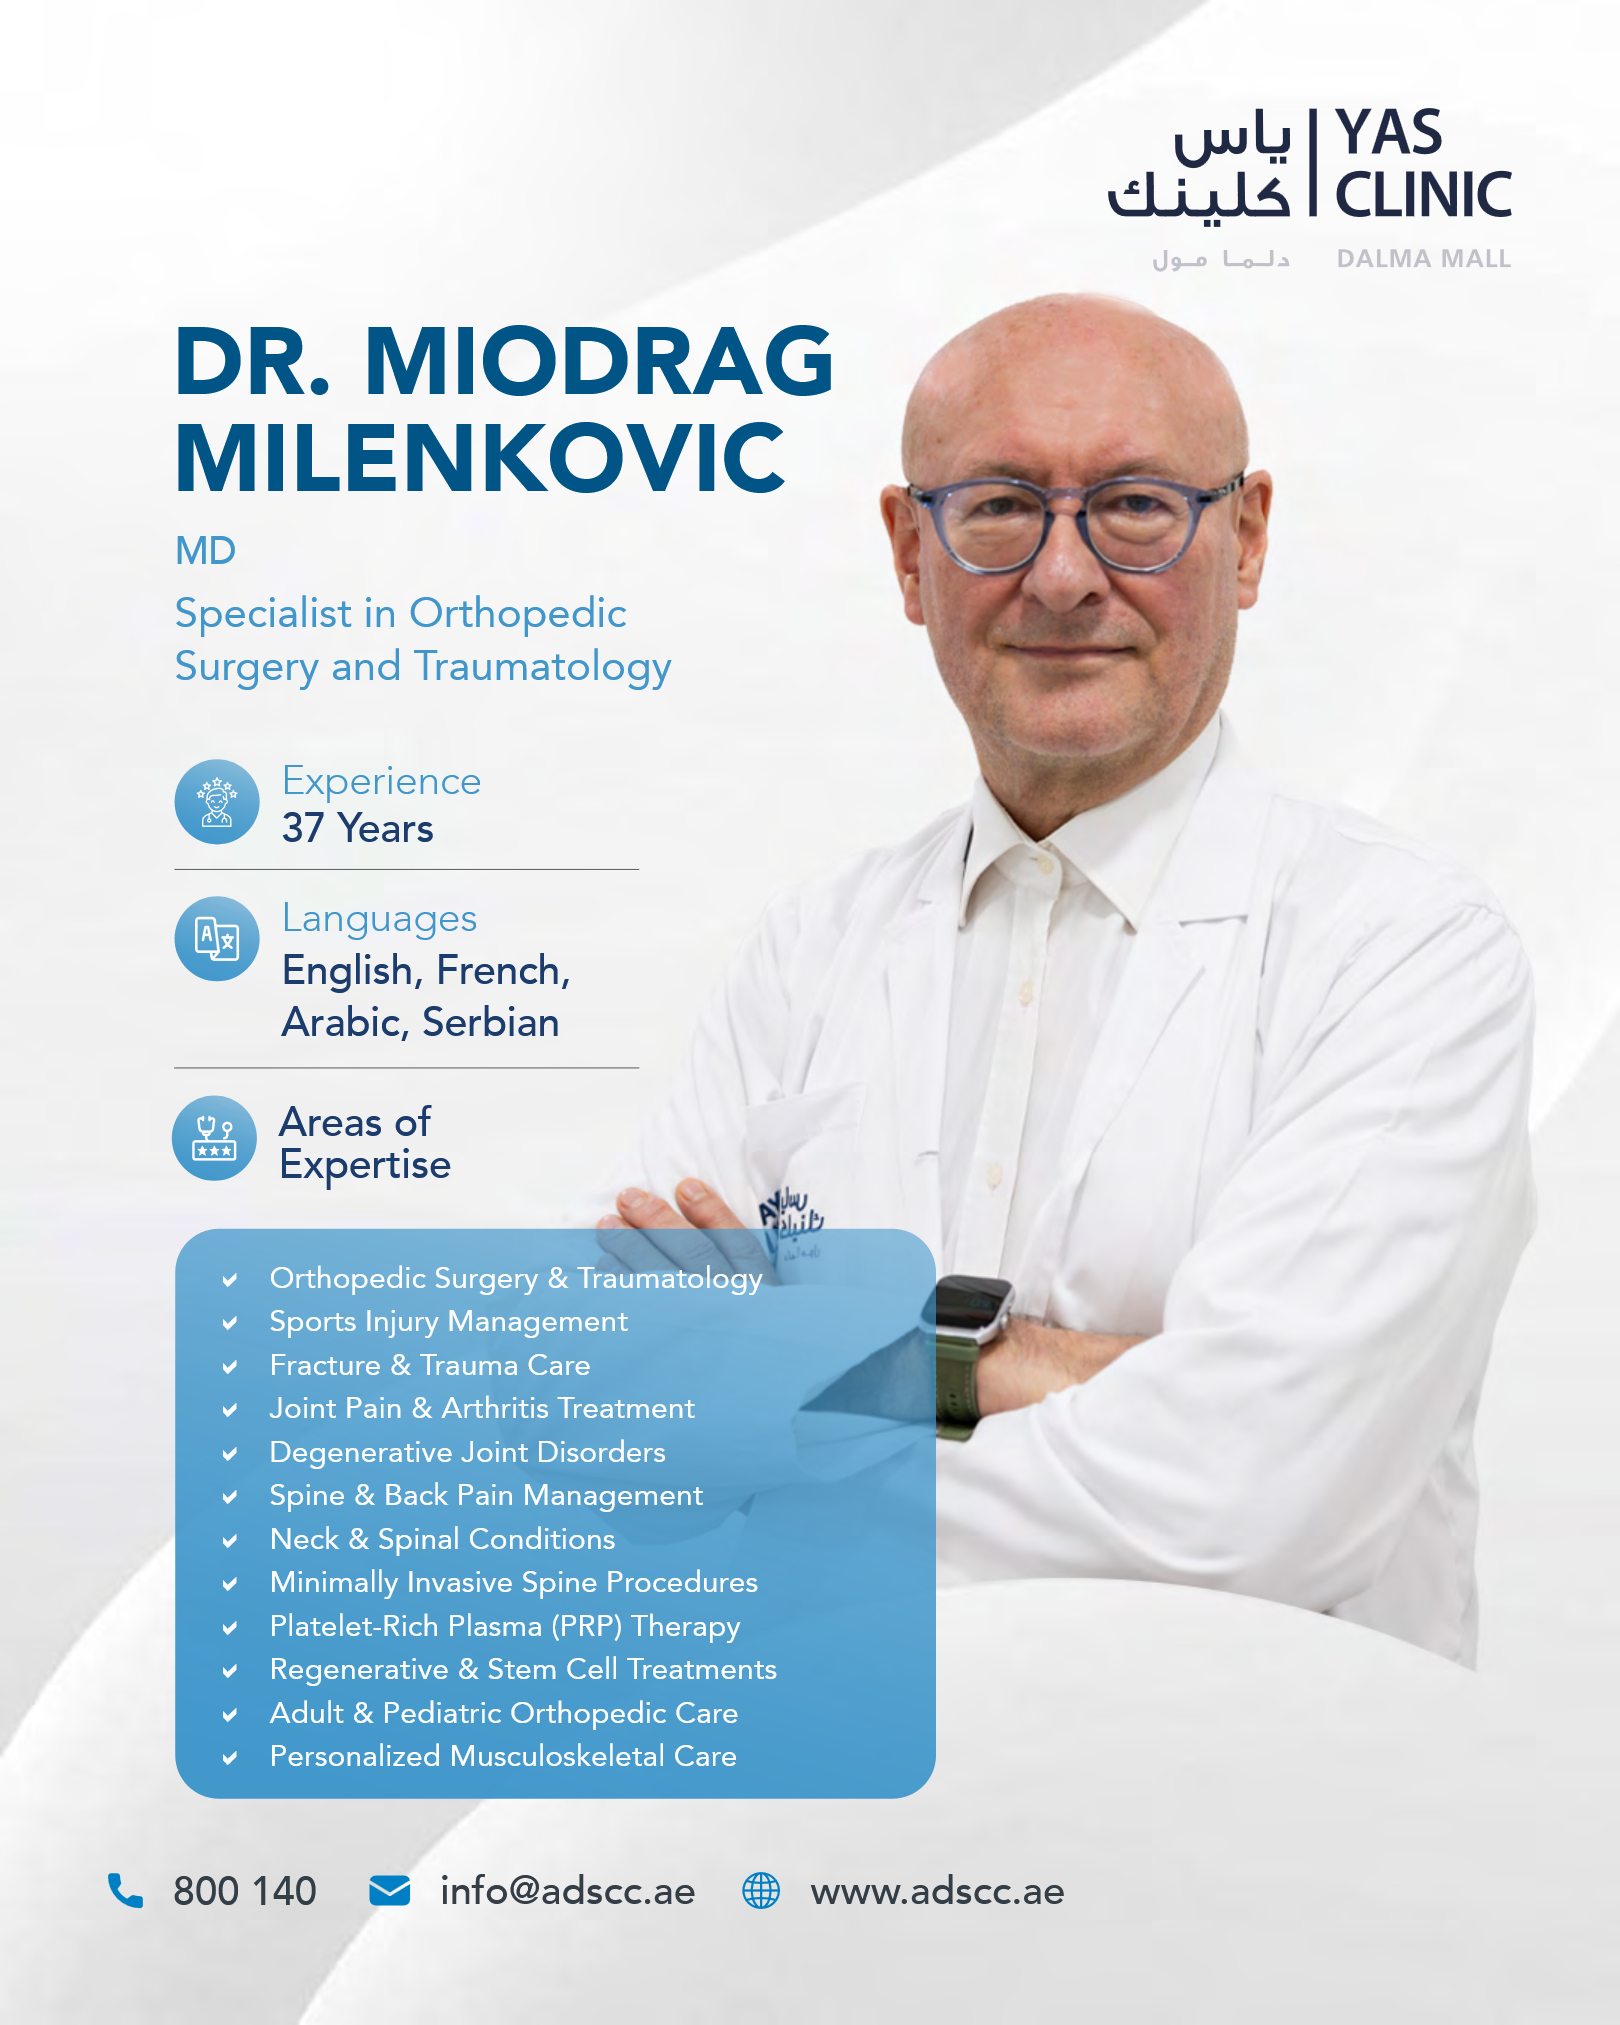 ياس
كلينك
YAS
CLINIC
دلما مول
DALMA MALL
DR. MIODRAG
MILENKOVIC
MD
Specialist in Orthopedic
Surgery and Traumatology
Experience
37 Years
Languages
English, French,
Arabic, Serbian
Areas of
Expertise
Orthopedic Surgery & Traumatology
Sports Injury Management
Fracture & Trauma Care
Joint Pain & Arthritis Treatment
Degenerative Joint Disorders
Spine & Back Pain Management
Neck & Spinal Conditions
Minimally Invasive Spine Procedures
Platelet-Rich Plasma (PRP) Therapy
Regenerative & Stem Cell Treatments
Adult & Pediatric Orthopedic Care
Personalized Musculoskeletal Care
800 140
info@adscc.ae
www.adscc.ae